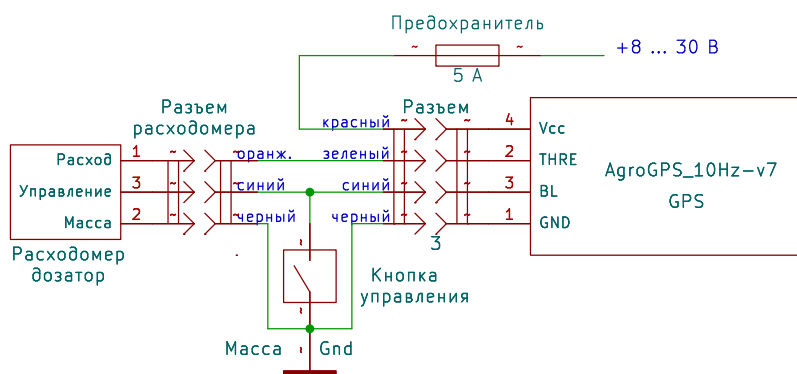 Предохранитель
+8 ... 30 В
5 А
Разъем
расходомера
Разъем
красный
4
Vcc
Расход
1
оранж.
зеленый
2
THRE
AgroGPS_10Hz-v7
GPS
Управление
3
синий
синий
3
BL
Масса
2
черный
черный
1
GND
3
Расходомер
дозатор
Кнопка
управления
Масса
Gnd